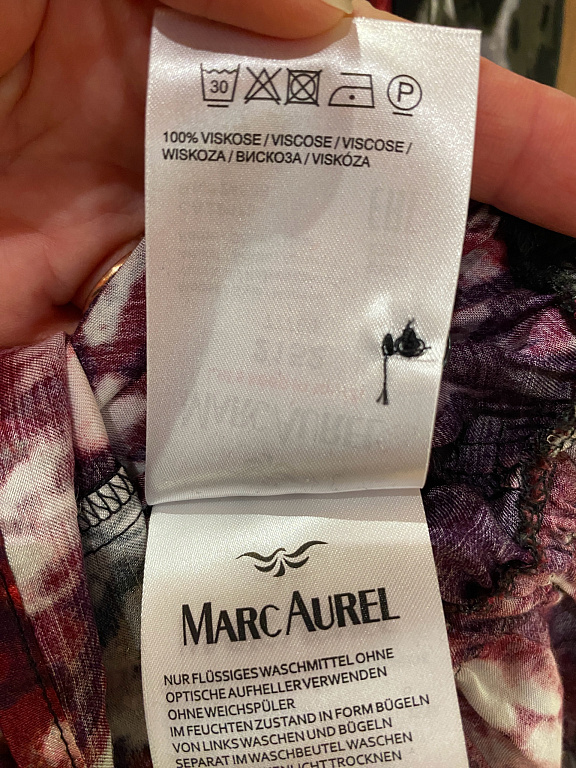 30
P
100% VISKOSE / VISCOSE / VISCOSE /
WISKOZA / ВИСКОЗА / VISKÓZA
MARC AUREL
NUR FLÜSSIGES WASCHMITTEL OHNE
OPTISCHE AUFHELLER VERWENDEN
OHNE WEICHSPÜLER
IM FEUCHTEN ZUSTAND IN FORM BÜGELN
VON LINKS WASCHEN UND BÜGELN
SEPARAT IM WASCHBEUTEL WASCHEN
TROCKNEN